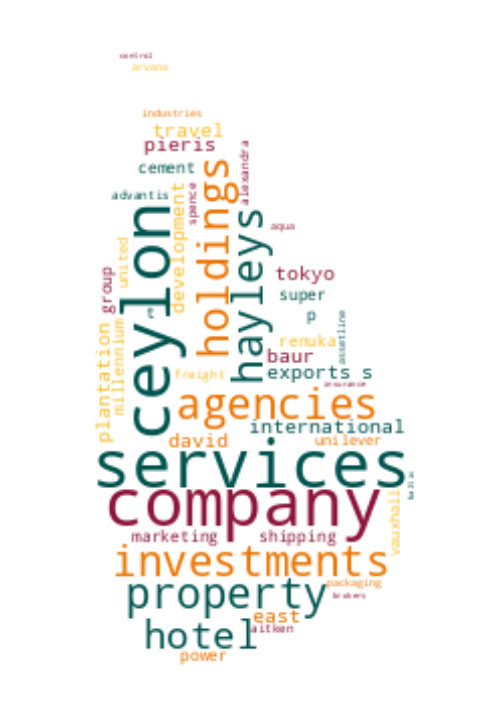 control
arvana
industries
travel
pieris
alexandra
cement
holdings
advantis
spence
development
ceylon
hayleys
aqua
united
group
tokyo
super
t
p
assetline
millennium
plantation
renuka
baur
freight
exports s
insurance
agencies
international
david
unilever
services
company
vauxhall
marketing
shipping
investments
packaging
property
brokers
east
hotel
aitken
power